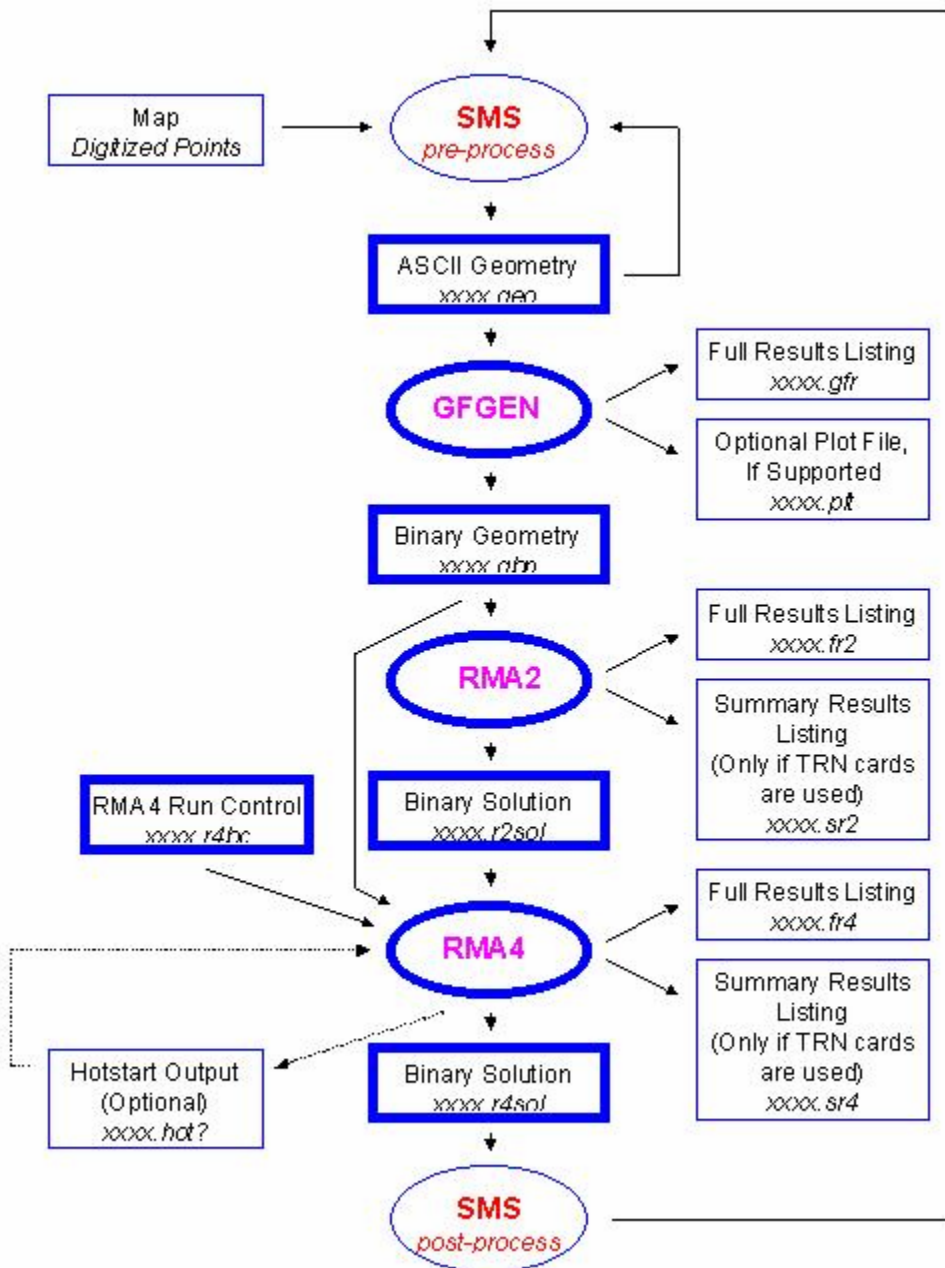 SMS
pre-process
Map
Digitized Points
ASCII Geometry
xxxx.geo
GFGEN
Full Results Listing
xxxx.gfr
Optional Plot File,
If Supported
xxxx.plt
Binary Geometry
xxxx.gbn
RMA2
Full Results Listing
xxxx.fr2
Summary Results
Listing
(Only if TRN cards
are used)
xxxx.sr2
RMA4 Run Control
xxxx.r4bc
Binary Solution
xxxx.r2sol
RMA4
Full Results Listing
xxxx.fr4
Summary Results
Listing
(Only if TRN cards
are used)
xxxx.sr4
Hotstart Output
(Optional)
xxxx.hot?
Binary Solution
xxxx.r4sol
SMS
post-process